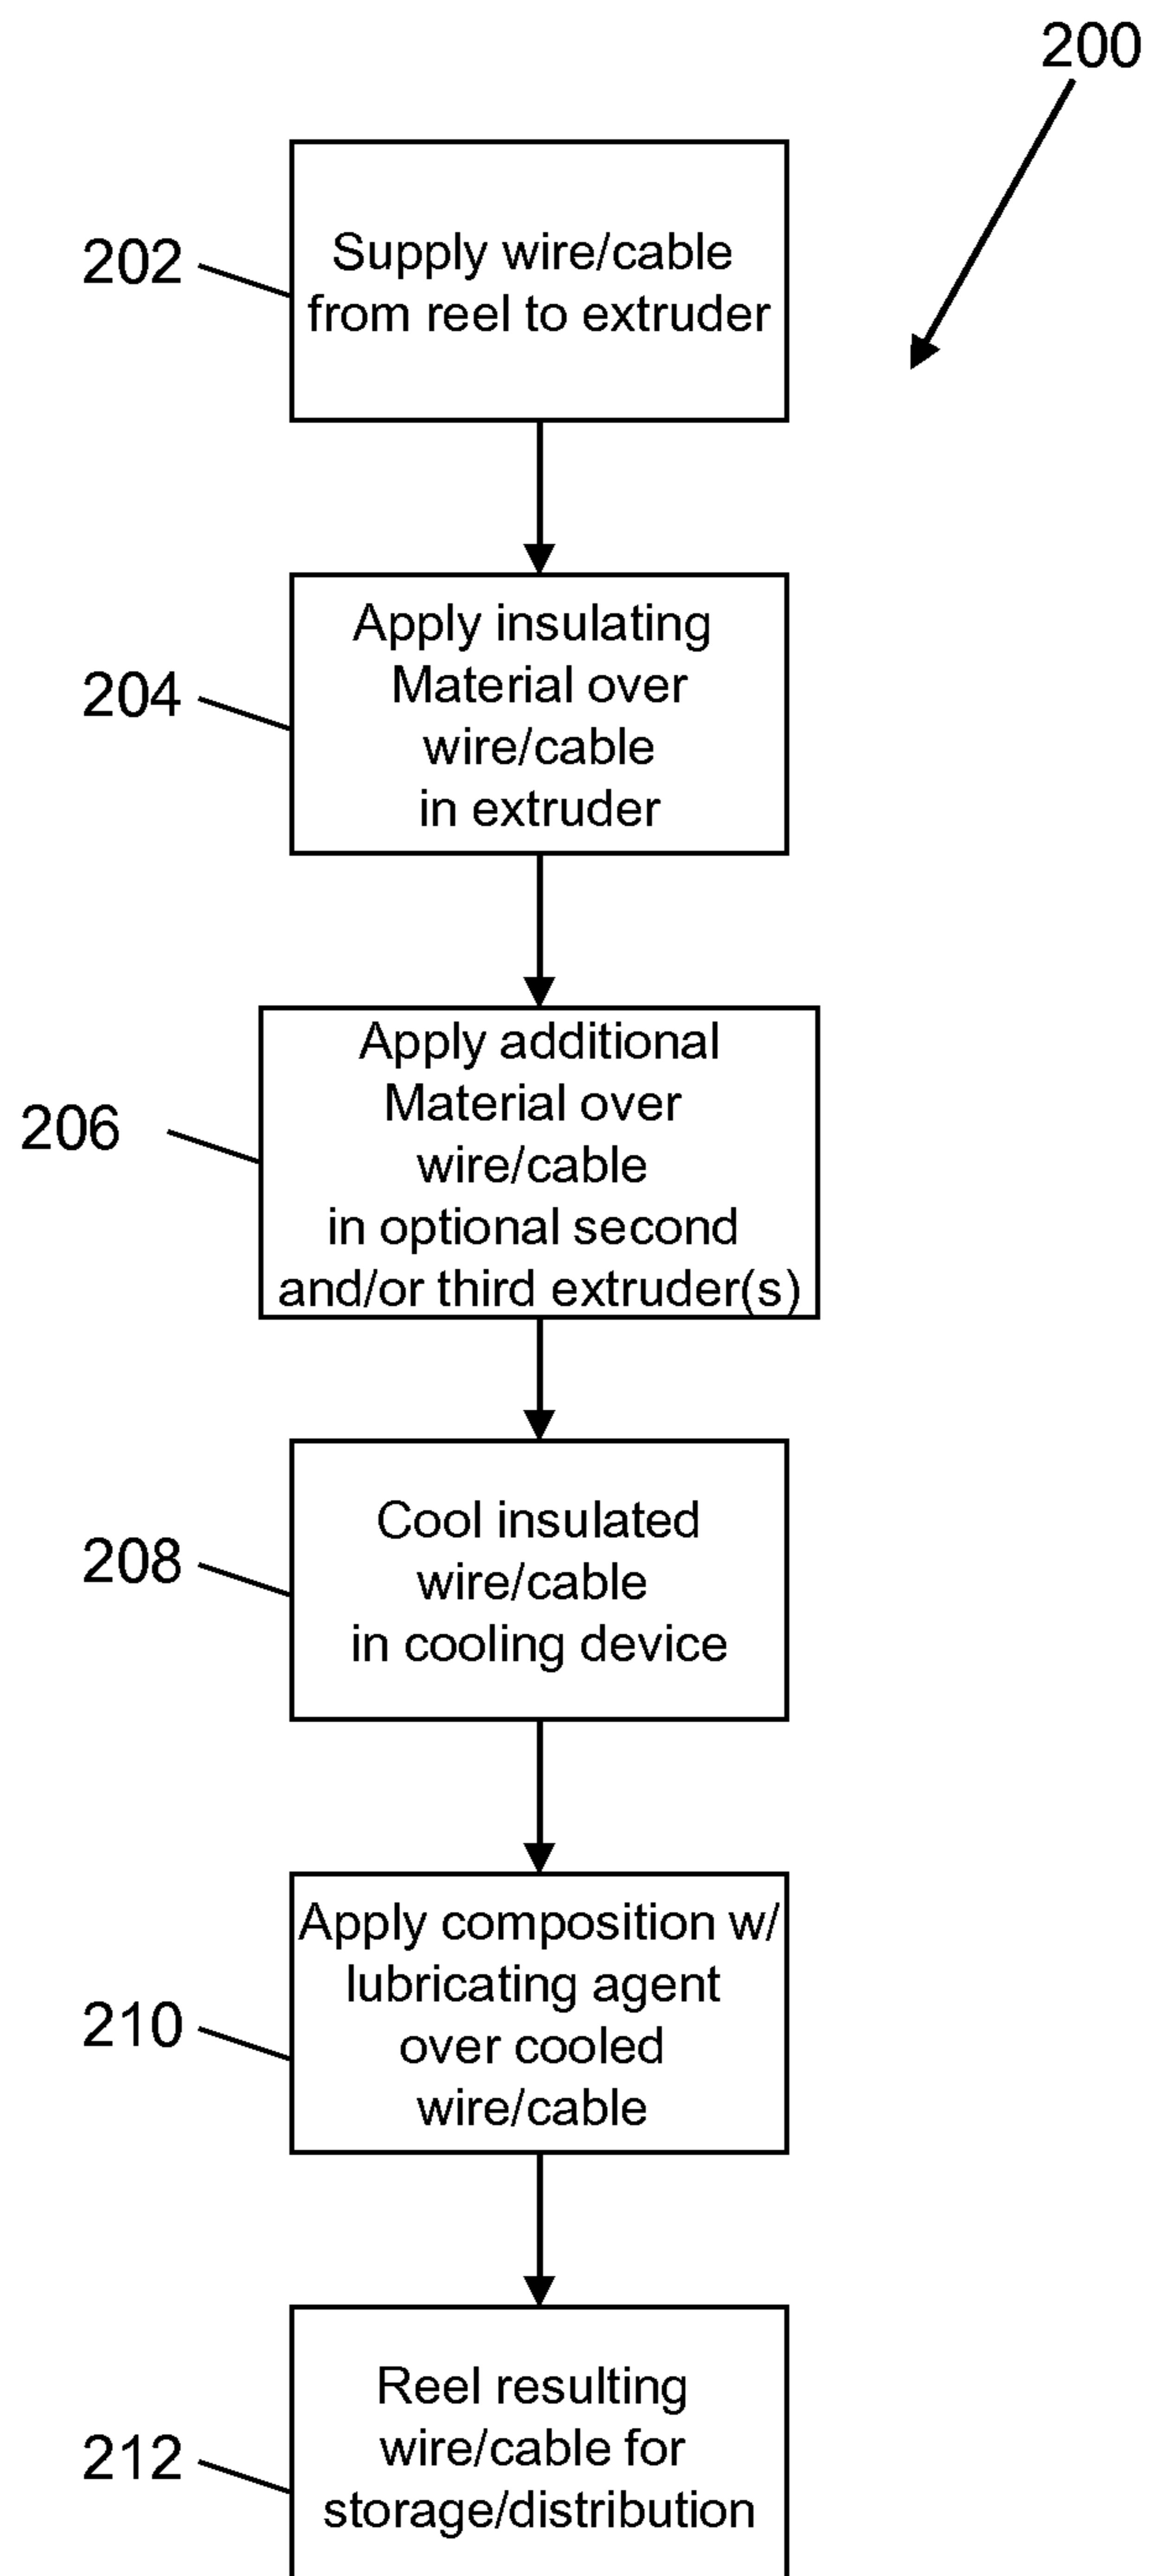 200
202
Supply wire/cable
from reel to extruder
204
Apply insulating
Material over
wire/cable
in extruder
206
Apply additional
Material over
wire/cable
in optional second
and/or third extruder(s)
208
Cool insulated
wire/cable
in cooling device
210
Apply composition w/
lubricating agent
over cooled
wire/cable
212
Reel resulting
wire/cable for
storage/distribution